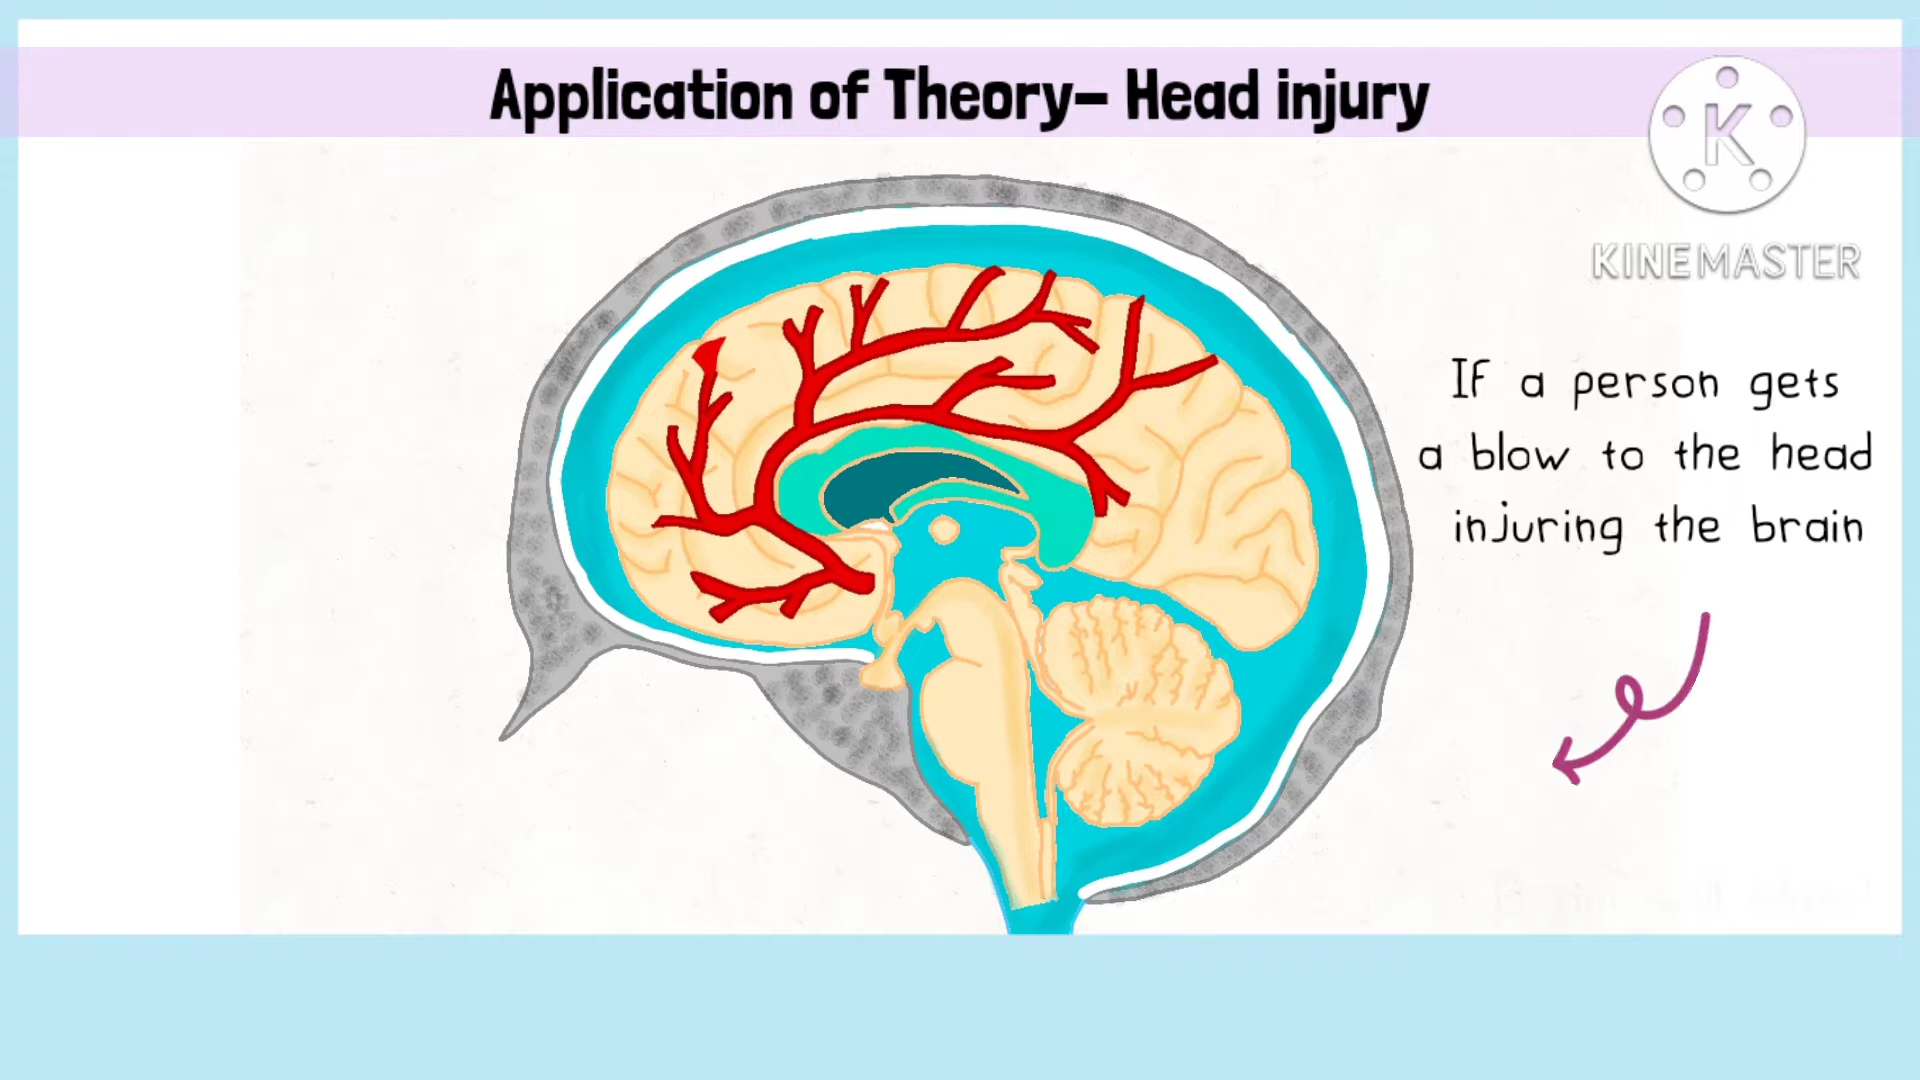 Application of Theory- Head injury
K
KINEMASTER
If a person gets
a blow to the head
injuring the brain